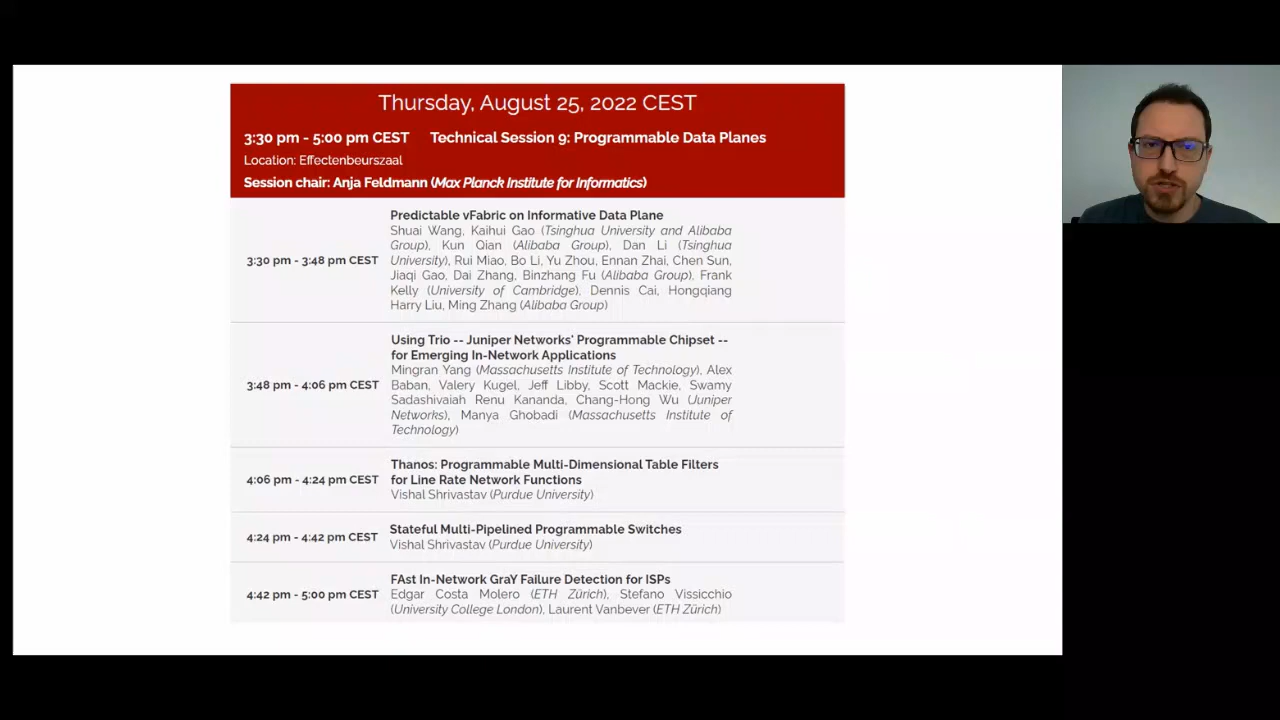 Thursday, August 25, 2022 CEST
3:30 pm - 5:00 pm CEST Technical Session 9: Programmable Data Planes
Location: Effectenbeurszaal
Session chair: Anja Feldmann (Max Planck Institute for Informatics)
3:30 pm - 3:48 pm CEST
Predictable vFabric on Informative Data Plane
Shuai Wang, Kaihui Gao (Tsinghua University and Alibaba
Group), Kun Qian (Alibaba Group), Dan Li (Tsinghua
University), Rui Miao, Bo Li, Yu Zhou, Ennan Zhai, Chen Sun,
Jiaqi Gao, Dai Zhang, Binzhang Fu (Alibaba Group), Frank
Kelly (University of Cambridge), Dennis Cai, Hongqiang
Harry Liu, Ming Zhang (Alibaba Group)
3:48 pm - 4:06 pm CEST
Using Trio -- Juniper Networks' Programmable Chipset --
for Emerging In-Network Applications
Mingran Yang (Massachusetts Institute of Technology), Alex
Baban, Valery Kugel, Jeff Libby, Scott Mackie, Swamy
Sadashivaiah Renu Kananda, Chang-Hong Wu (Juniper
Networks), Manya Ghobadi (Massachusetts Institute of
Technology)
4:06 pm - 4:24 pm CEST
Thanos: Programmable Multi-Dimensional Table Filters
for Line Rate Network Functions
Vishal Shrivastav (Purdue University)
4:24 pm - 4:42 pm CEST
Stateful Multi-Pipelined Programmable Switches
Vishal Shrivastav (Purdue University)
4:42 pm - 5:00 pm CEST
FAst In-Network GraY Failure Detection for ISPs
Edgar Costa Molero (ETH Zürich), Stefano Vissicchio
(University College London), Laurent Vanbever (ETH Zürich)